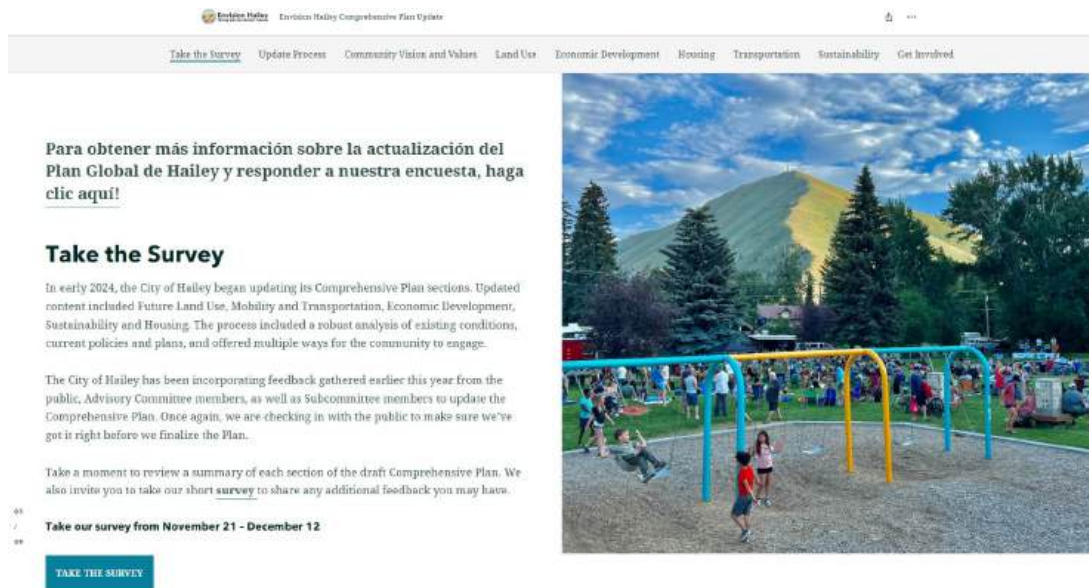 Envision Hailey Envision Hailey Comprehensive Plan Update
Take the Survey Update Process Community Vision and Values Land Use Economic Development Housing Transportation Sustainability Get Involved
Para obtener más información sobre la actualización del
Plan Global de Hailey y responder a nuestra encuesta, haga
clic aquí!
Take the Survey
In early 2024, the City of Hailey began updating its Comprehensive Plan sections. Updated
content included Future Land Use, Mobility and Transportation, Economic Development,
Sustainability and Housing. The process included a robust analysis of existing conditions,
current policies and plans, and offered multiple ways for the community to engage.
The City of Hailey has been incorporating feedback gathered earlier this year from the
public, Advisory Committee members, as well as Subcommittee members to update the
Comprehensive Plan. Once again, we are checking in with the public to make sure we've
got it right before we finalize the Plan.
Take a moment to review a summary of each section of the draft Comprehensive Plan. We
also invite you to take our short survey to share any additional feedback you may have.
Take our survey from November 21 - December 12
TAKE THE SURVEY